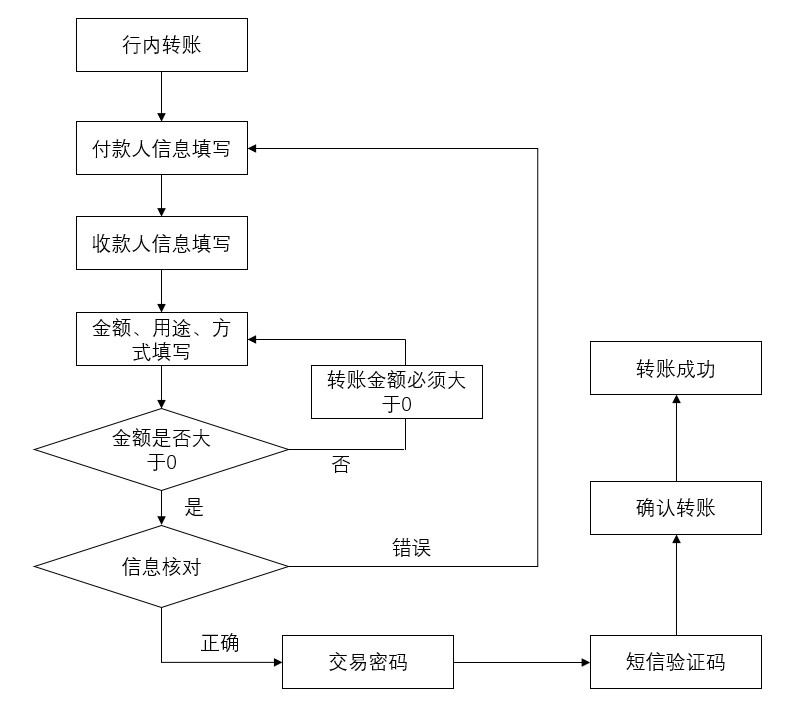 行内转账
付款人信息填写
收款人信息填写
金额、用途、方
式填写
转账金额必须大
于0
金额是否大
于0
否
是
信息核对
错误
正确
交易密码
短信验证码
确认转账
转账成功